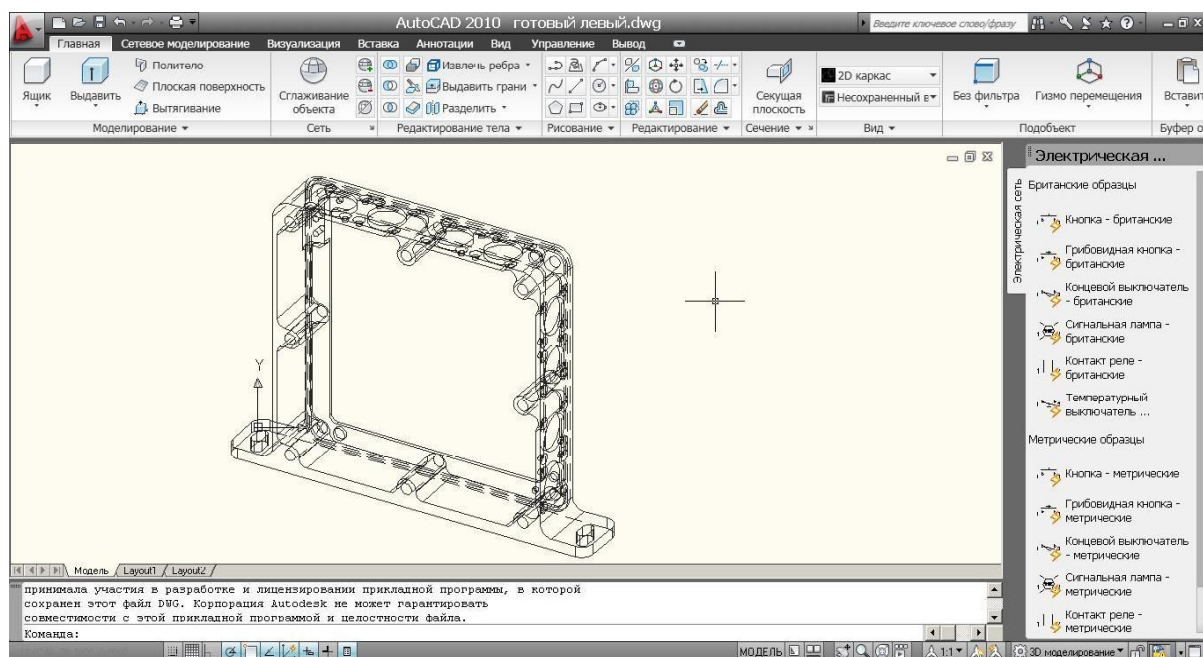 AutoCAD 2010 готовый левый.dwg
Введите ключевое слово/фразу
Главная Сетевое моделирование Визуализация Вставка Аннотации Вид Управление Вывод
Ящик
Выдавить
Политело
Плоская поверхность
Вытягивание
Моделирование
Сглаживание
объекта
Сеть
Извлечь ребра
Выдавить грани
Разделить
Редактирование тела
Рисование
Редактирование
Секущая
плоскость
Сечение
2D каркас
Несохраненный в
Вид
Без фильтра
Гизмо перемещения
Подобъект
Вставит
Буфер о
Y
Электрическая ...
Электрическая сеть
Британские образцы
Кнопка - британские
Грибовидная кнопка -
британские
Концевой выключатель
- британские
Сигнальная лампа -
британские
Контакт реле -
британские
Температурный
выключатель ...
Метрические образцы
Кнопка - метрические
Грибовидная кнопка -
метрические
Концевой выключатель
- метрические
Сигнальная лампа -
метрические
Контакт реле -
метрические
Модель Layout1 Layout2
принимала участия в разработке и лицензировании прикладной программы, в которой
сохранен этот файл DWG. Корпорация Autodesk не может гарантировать
совместимости с этой прикладной программой и целостности файла.
Команда:
МОДЕЛЬ
1:1
3D моделирование